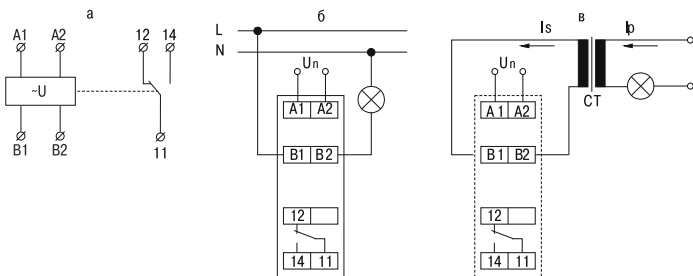 а
A1 A2 12 14
~U
B1 B2 11
б
L
N
Un
A1 A2
B1 B2
12
14 11
в
Is Ip
Un
CT
A1 A2
B1 B2
12
14 11